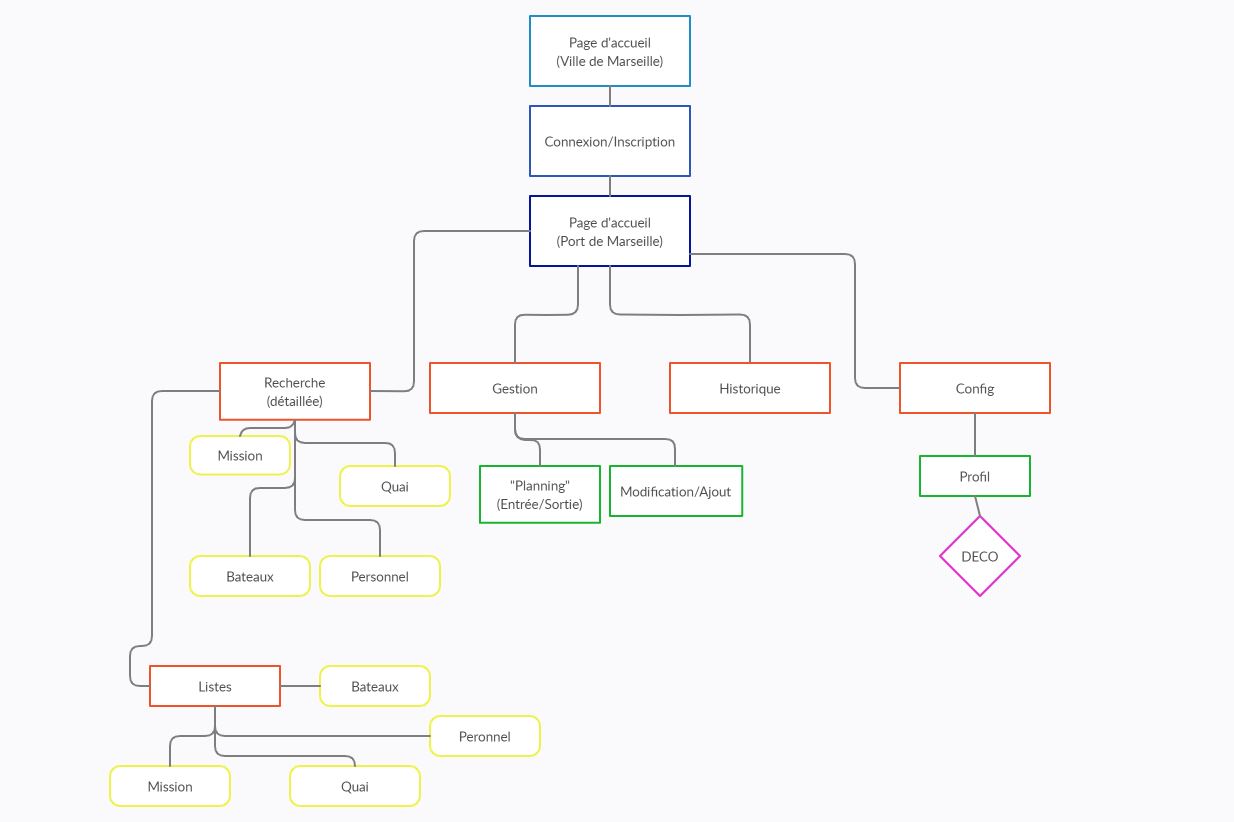 Page d'accueil
(Ville de Marseille)
Connexion/Inscription
Page d'accueil
(Port de Marseille)
Recherche
(détaillée)
Gestion
Historique
Config
Mission
Quai
"Planning"
(Entrée/Sortie)
Modification/Ajout
Profil
DECO
Bateaux
Personnel
Listes
Bateaux
Peronnel
Mission
Quai